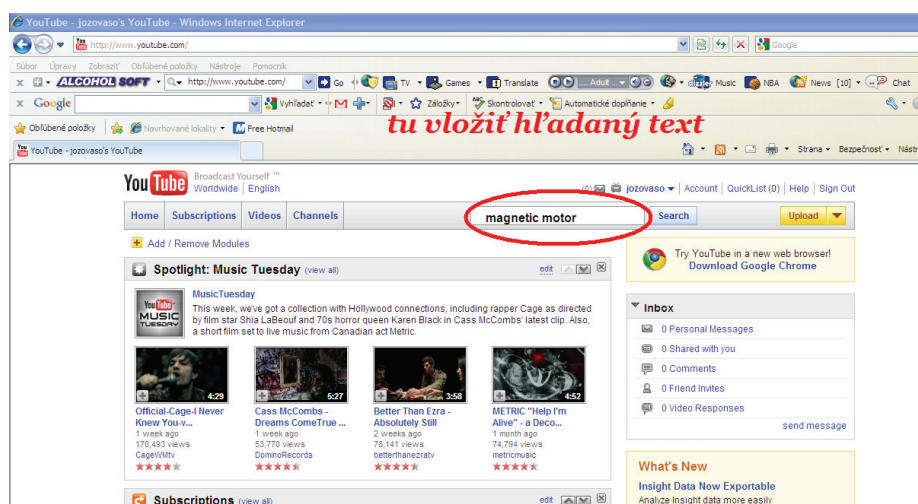 YouTube - jozovaso's YouTube - Windows Internet Explorer
http://www.youtube.com/
Google
Súbor Úpravy Zobraziť Obľúbené položky Nástroje Pomocník
x ALCOHOL SOFT http://www.youtube.com/ Go TV Games Translate Adult Music NBA News [10] Chat
x Google Vyhľadať Záložky Skontrolovať Automatické dopĺňanie
Obľúbené položky Navrhované lokality Free Hotmail
tu vložiť hľadaný text
YouTube - jozovaso's YouTube
Strana Bezpečnosť Nástr
YouTube Broadcast Yourself ™
Worldwide | English
(0) jozovaso | Account | QuickList (0) | Help | Sign Out
Home Subscriptions Videos Channels
magnetic motor
Search
Upload
Add / Remove Modules
Try YouTube in a new web browser!
Download Google Chrome
Spotlight: Music Tuesday (view all)
edit
YouTube MUSIC TUESDAY
MusicTuesday
This week, we've got a collection with Hollywood connections, including rapper Cage as directed
by film star Shia LaBeouf and 70s horror queen Karen Black in Cass McCombs' latest clip. Also,
a short film set to live music from Canadian act Metric.
4:29
5:27
3:58
4:52
Official-Cage-I Never
Knew You-v...
1 week ago
170,493 views
CageWMtv
Cass McCombs -
Dreams ComeTrue ...
1 week ago
53,770 views
DominoRecords
Better Than Ezra -
Absolutely Still
2 weeks ago
78,141 views
betterthanezratv
METRIC "Help I'm
Alive" - a Deco...
1 month ago
74,794 views
metricmusic
Inbox
0 Personal Messages
0 Shared with you
0 Comments
0 Friend Invites
0 Video Responses
send message
What's New
Insight Data Now Exportable
Analyze Insight data more easily
Subscriptions (view all)
edit